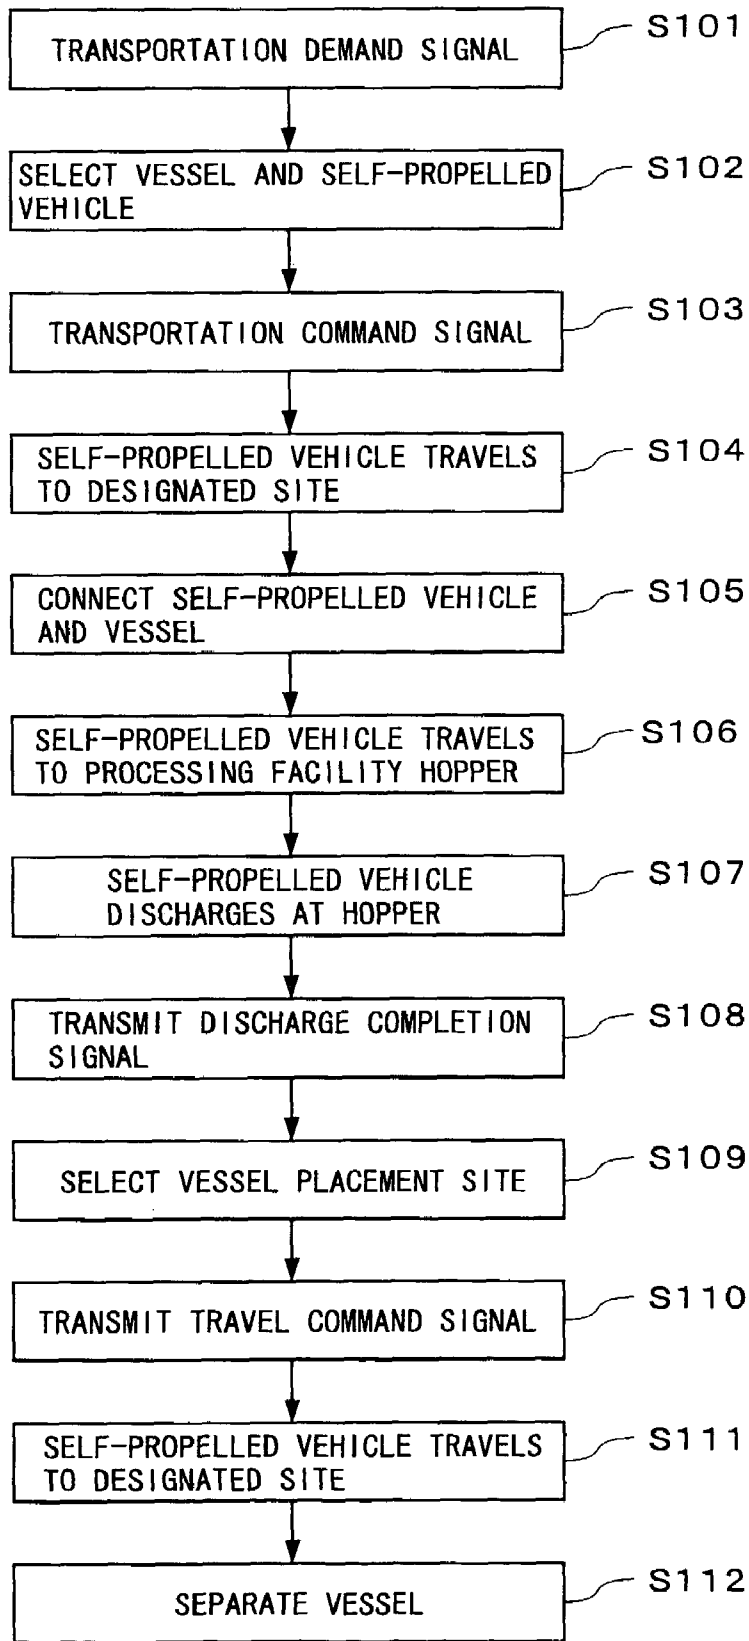 TRANSPORTATION DEMAND SIGNAL
S101
SELECT VESSEL AND SELF-PROPELLED
VEHICLE
S102
TRANSPORTATION COMMAND SIGNAL
S103
SELF-PROPELLED VEHICLE TRAVELS
TO DESIGNATED SITE
S104
CONNECT SELF-PROPELLED VEHICLE
AND VESSEL
S105
SELF-PROPELLED VEHICLE TRAVELS
TO PROCESSING FACILITY HOPPER
S106
SELF-PROPELLED VEHICLE
DISCHARGES AT HOPPER
S107
TRANSMIT DISCHARGE COMPLETION
SIGNAL
S108
SELECT VESSEL PLACEMENT SITE
S109
TRANSMIT TRAVEL COMMAND SIGNAL
S110
SELF-PROPELLED VEHICLE TRAVELS
TO DESIGNATED SITE
S111
SEPARATE VESSEL
S112